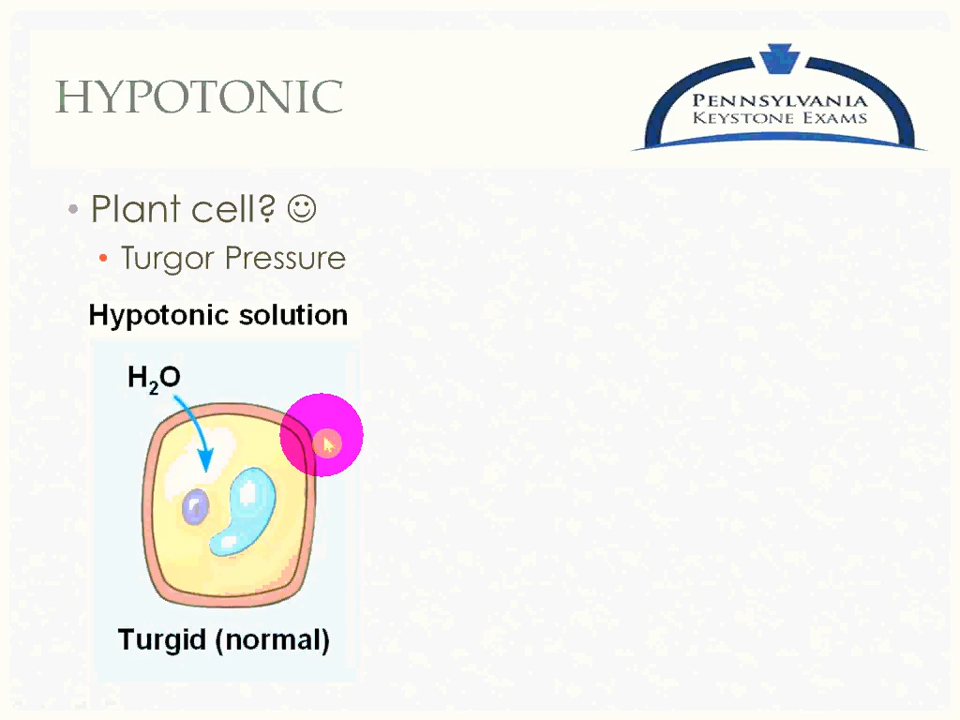 HYPOTONIC
PENNSYLVANIA
KEYSTONE EXAMS
• Plant cell? ☺
• Turgor Pressure
Hypotonic solution
H₂O
Turgid (normal)